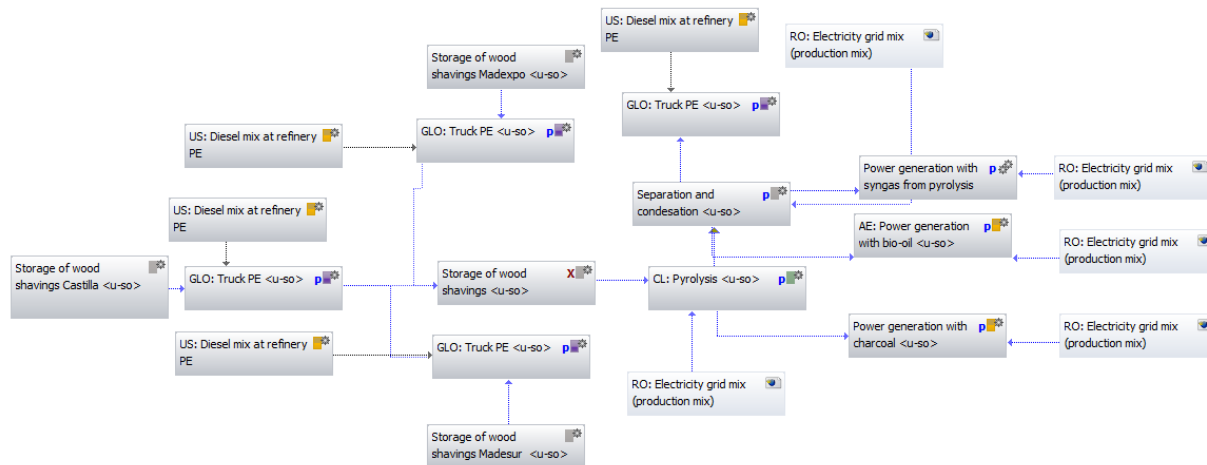 US: Diesel mix at refinery
PE
RO: Electricity grid mix
(production mix)
Storage of wood
shavings Madexpo <u-so>
GLO: Truck PE <u-so>
p
US: Diesel mix at refinery
PE
GLO: Truck PE <u-so>
p
Power generation with
syngas from pyrolysis
p
RO: Electricity grid mix
(production mix)
Separation and
condesation <u-so>
p
US: Diesel mix at refinery
PE
AE: Power generation
with bio-oil <u-so>
p
RO: Electricity grid mix
(production mix)
Storage of wood
shavings Castilla <u-so>
GLO: Truck PE <u-so>
p
Storage of wood
shavings <u-so>
X
CL: Pyrolysis <u-so>
p
US: Diesel mix at refinery
PE
GLO: Truck PE <u-so>
p
Power generation with
charcoal <u-so>
p
RO: Electricity grid mix
(production mix)
RO: Electricity grid mix
(production mix)
Storage of wood
shavings Madesur <u-so>